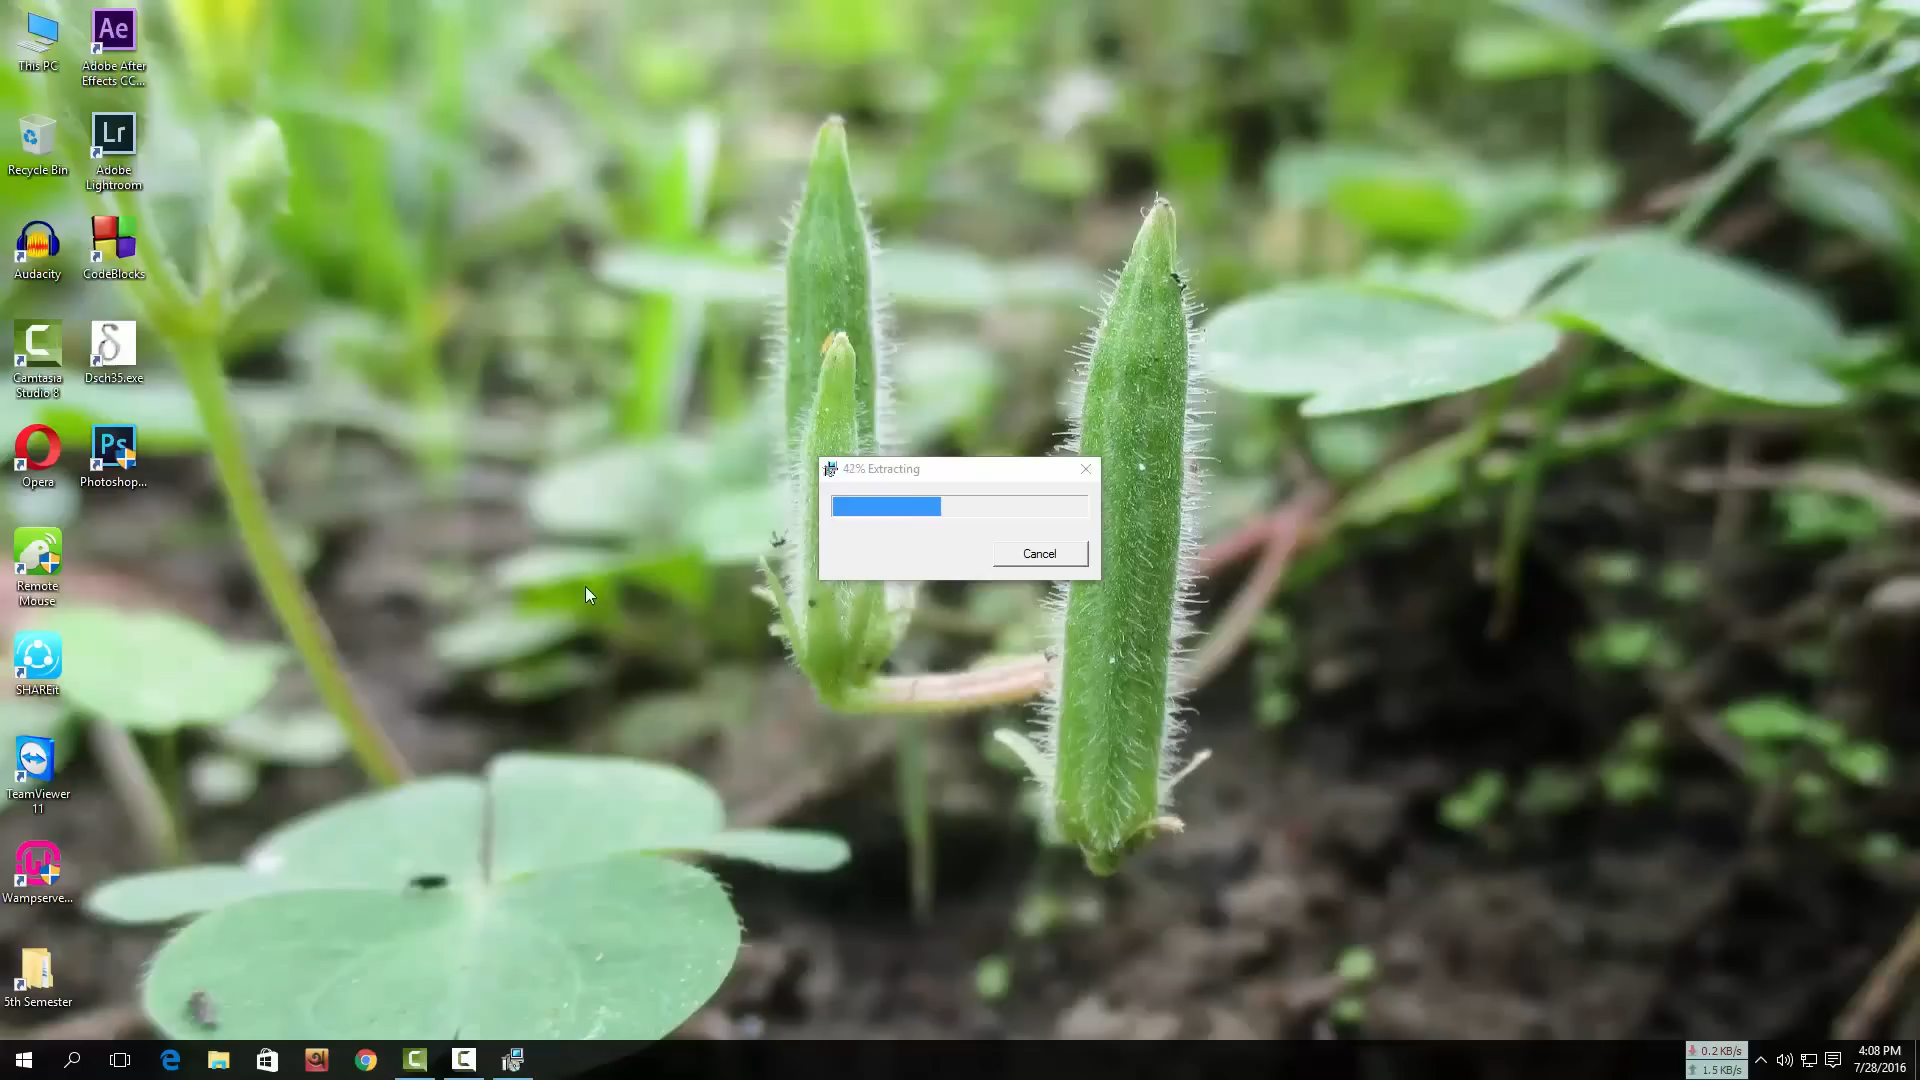 This PC
Ae
Adobe After
Effects CC...
Recycle Bin
Lr
Adobe
Lightroom
Audacity
CodeBlocks
Camtasia
Studio 8
Dsch35.exe
Opera
Ps
Photoshop...
Remote
Mouse
SHAREit
TeamViewer
11
Wampserve...
5th Semester
42% Extracting
Cancel
0.2 KB/s
1.5 KB/s
4:08 PM
7/28/2016